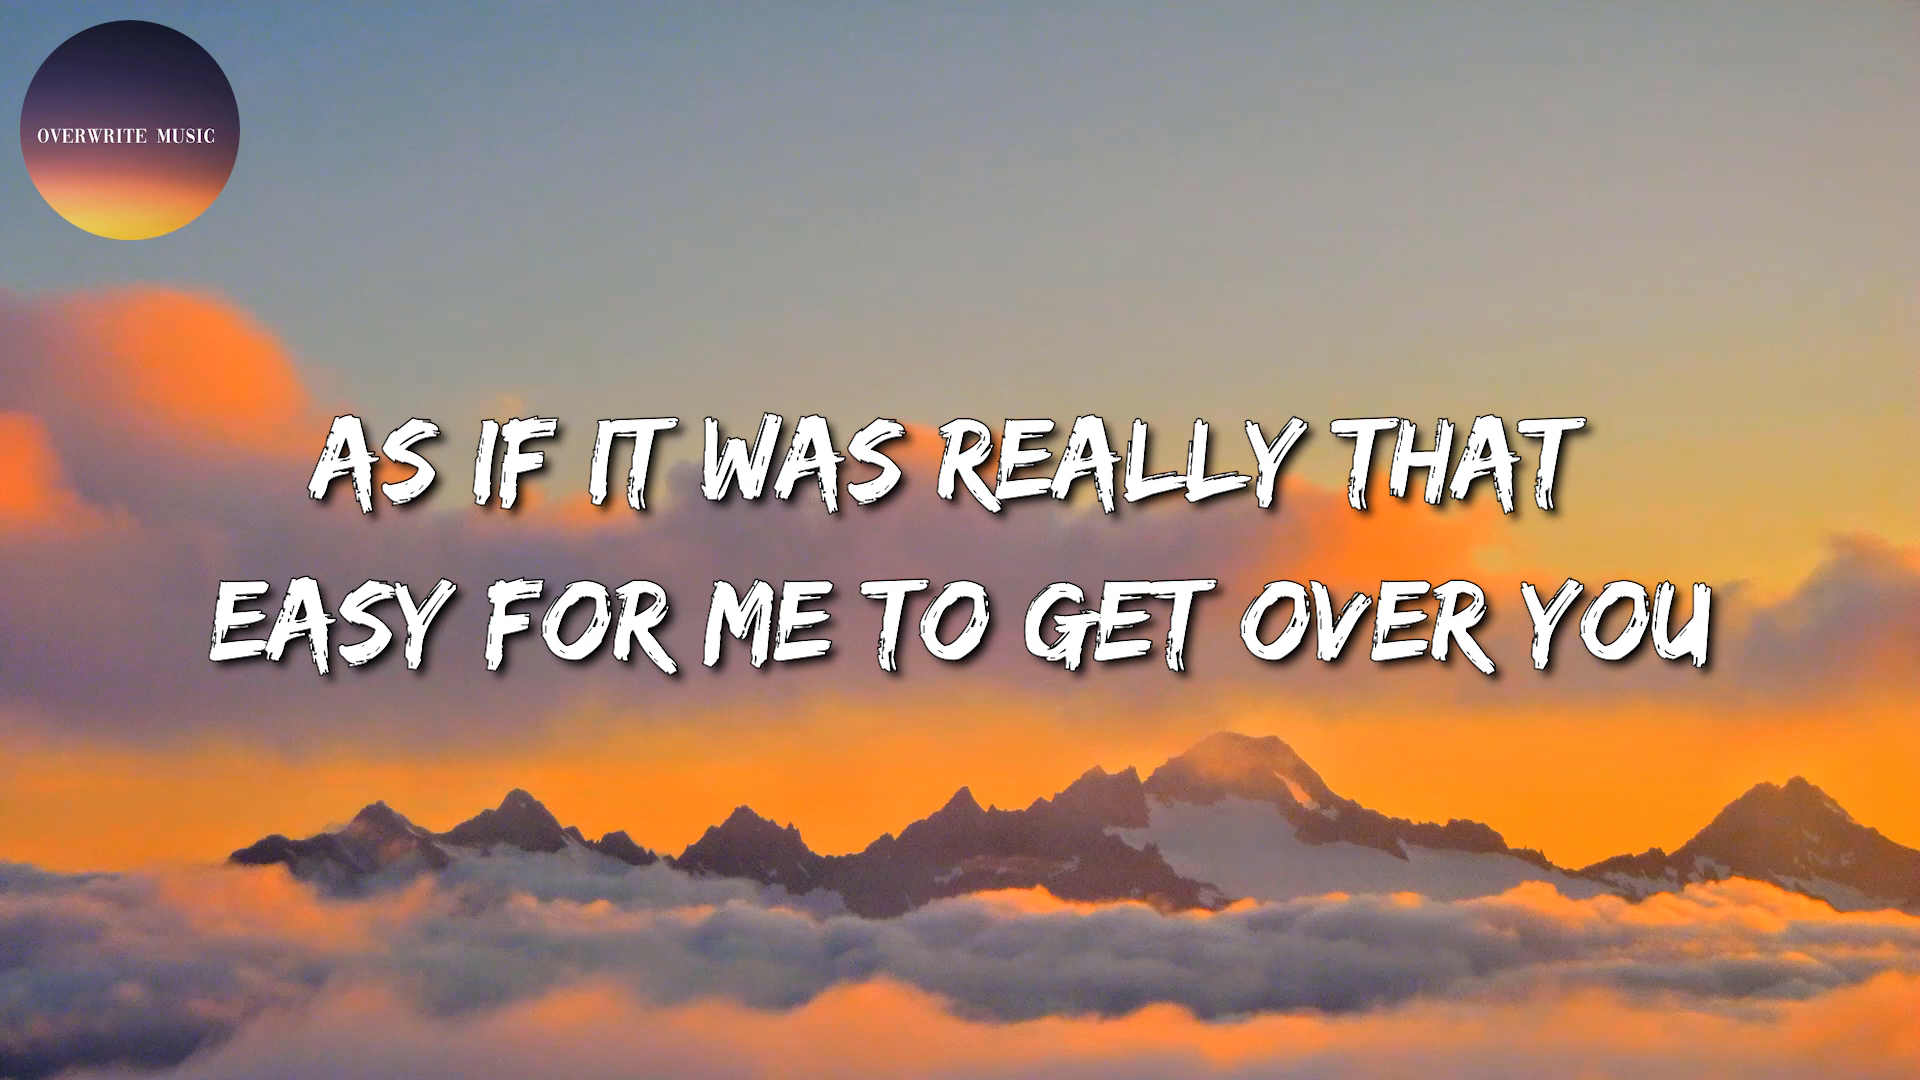 OVERWRITE MUSIC
AS IF IT WAS REALLY THAT
EASY FOR ME TO GET OVER YOU